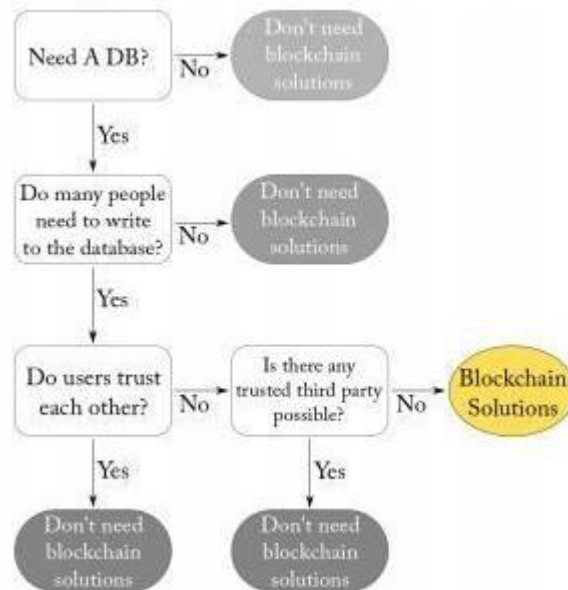 Need A DB?
No
Don't need
blockchain
solutions
Yes
Do many people
need to write
to the database?
No
Don't need
blockchain
solutions
Yes
Do users trust
each other?
No
Is there any
trusted third party
possible?
No
Blockchain
Solutions
Yes
Yes
Don't need
blockchain
solutions
Don't need
blockchain
solutions